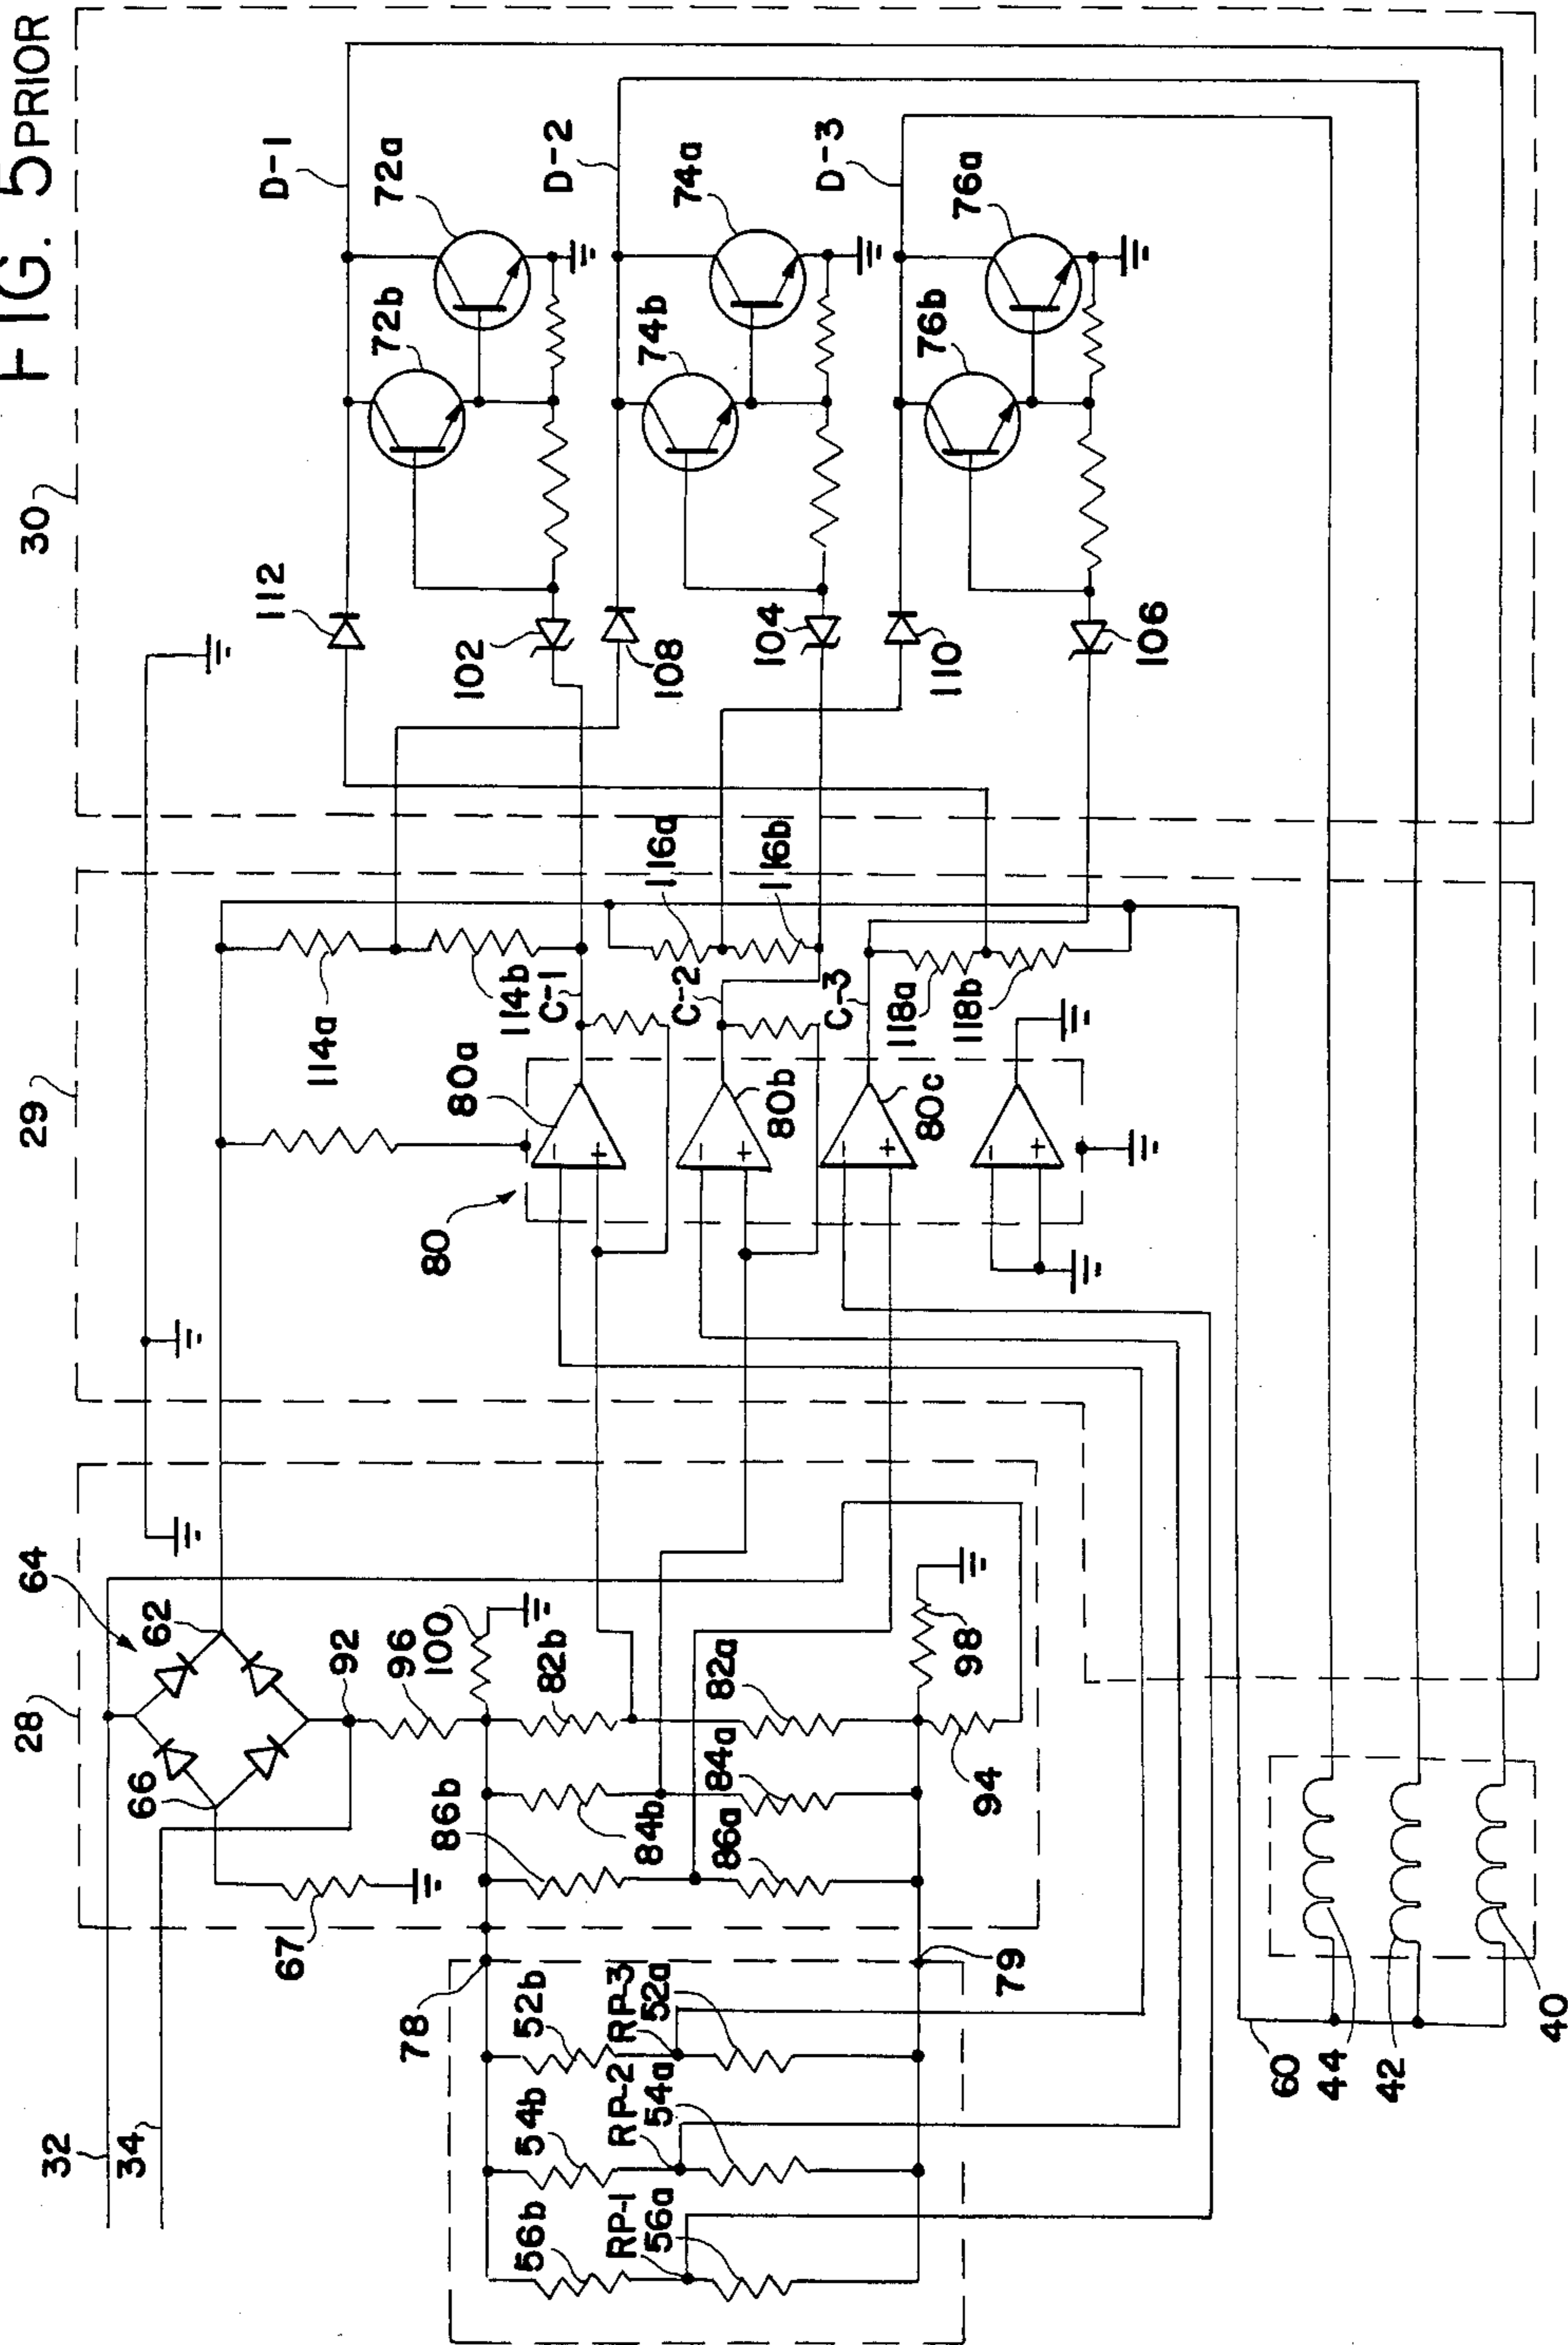 FIG. 5 PRIOR
30
D-1
72a
72b
112
102
D-2
74a
74b
108
104
D-3
76a
76b
110
106
29
114a
114b
C-1
116a
116b
C-2
C-3
118a
118b
80a
80
80b
80c
−
+
−
+
−
+
−
+
28
64
62
66
92
96
100
82b
82a
98
94
84b
84a
86b
86a
67
32
34
78
79
52b
RP-3
52a
54b
RP-2
54a
56b
RP-1
56a
60
44
42
40